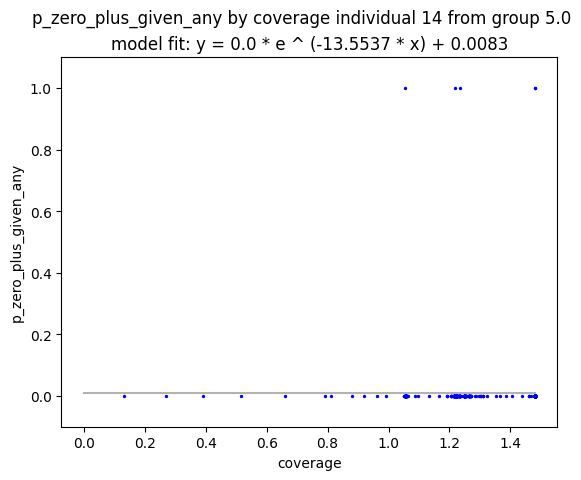 p_zero_plus_given_any by coverage individual 14 from group 5.0
model fit: y = 0.0 * e ^ (-13.5537 * x) + 0.0083
1.0
0.8
0.6
0.4
0.2
0.0
p_zero_plus_given_any
0.0 0.2 0.4 0.6 0.8 1.0 1.2 1.4
coverage